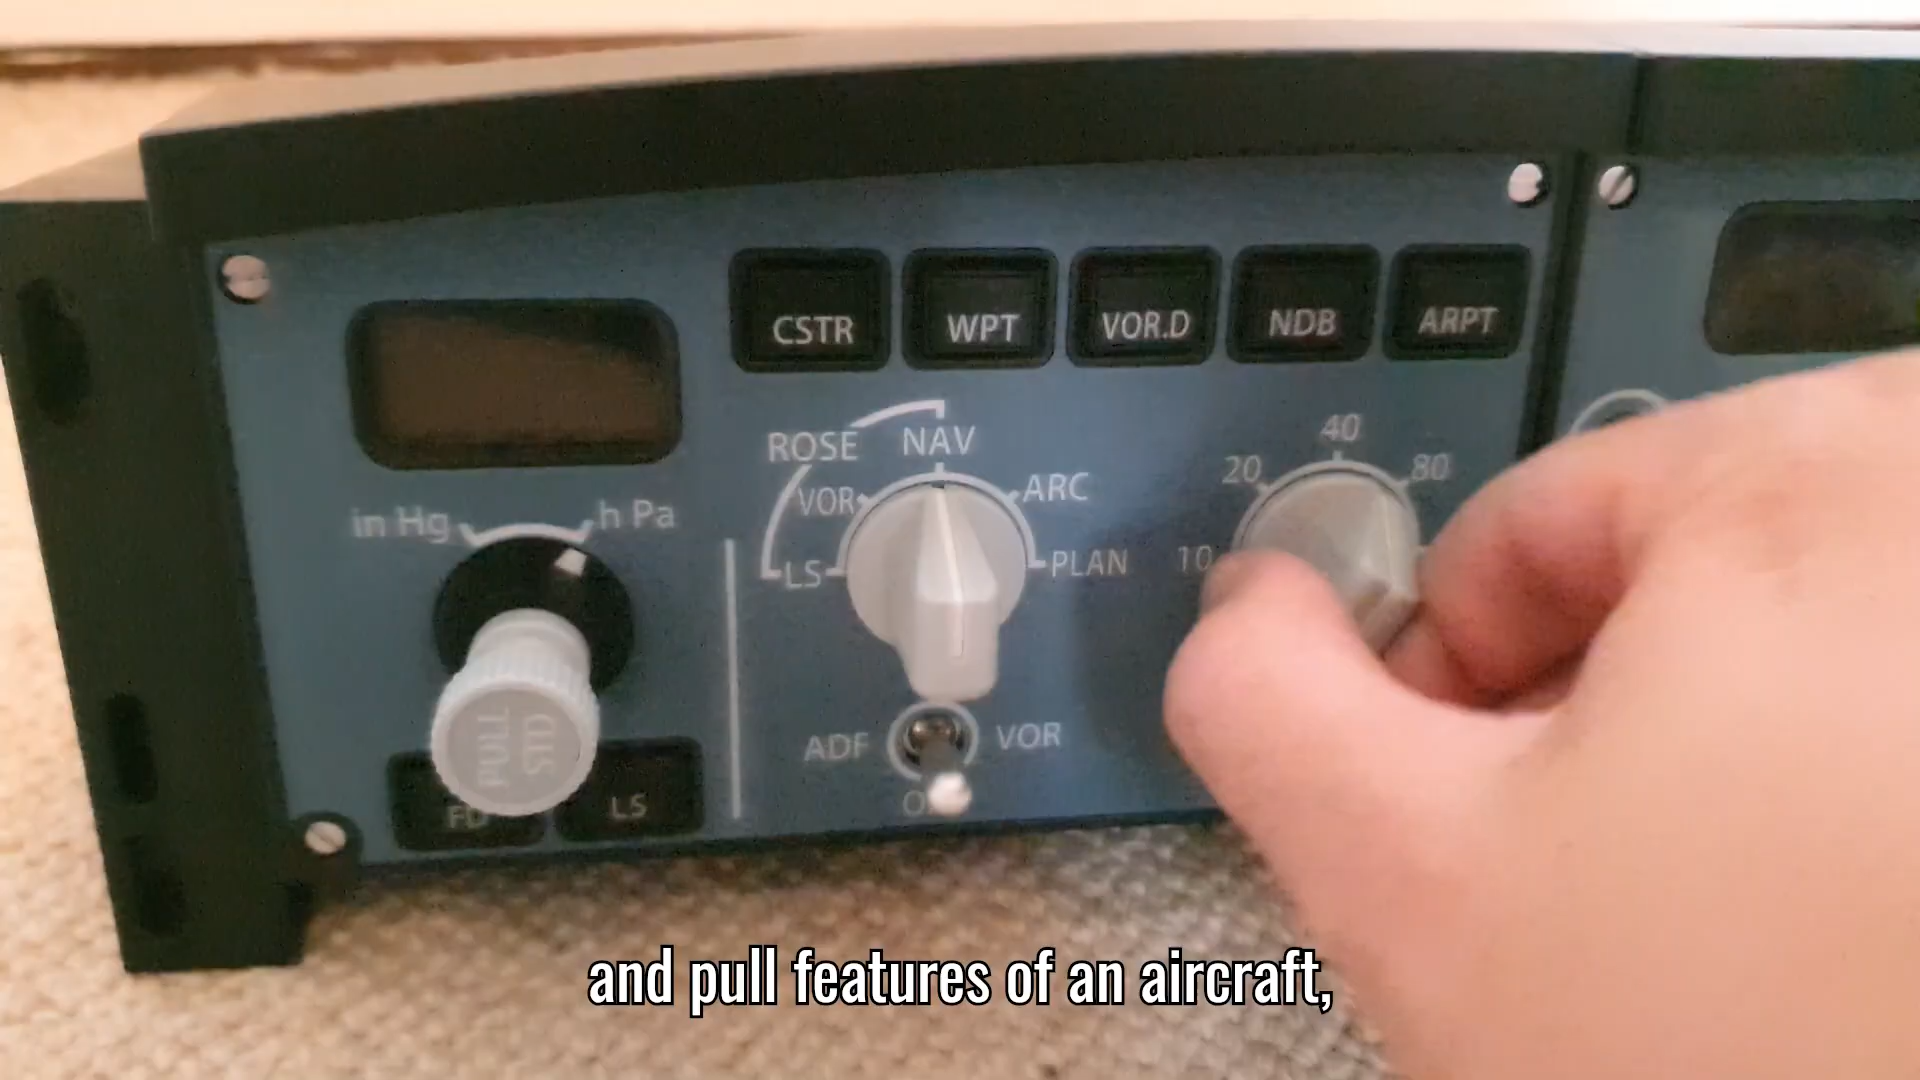 CSTR WPT VOR.D NDB ARPT
in Hg h Pa
PULL
STD
FD LS
ROSE NAV
VOR ARC
LS PLAN
ADF VOR
10 20 40 80
and pull features of an aircraft,